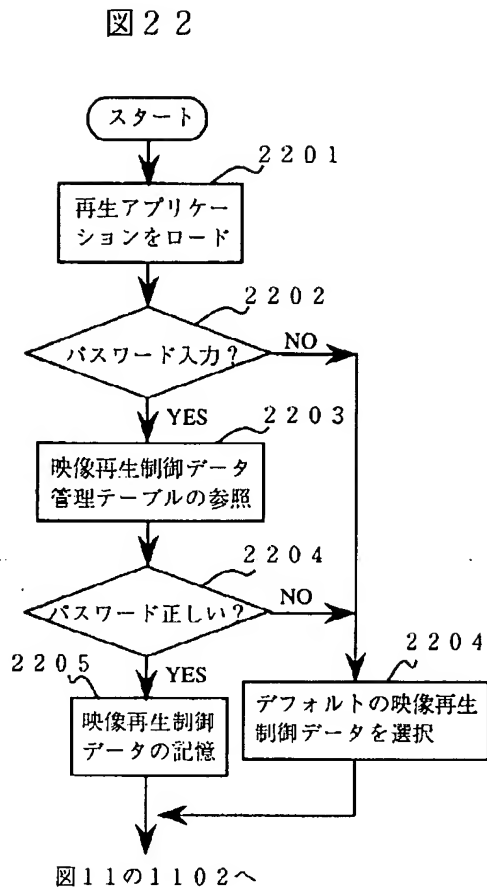 図２２
スタート
２２０１
再生アプリケー
ションをロード
２２０２
パスワード入力？
NO
YES
２２０３
映像再生制御データ
管理テーブルの参照
２２０４
パスワード正しい？
NO
２２０５
YES
映像再生制御
データの記憶
２２０４
デフォルトの映像再生
制御データを選択
図11の１１０２へ